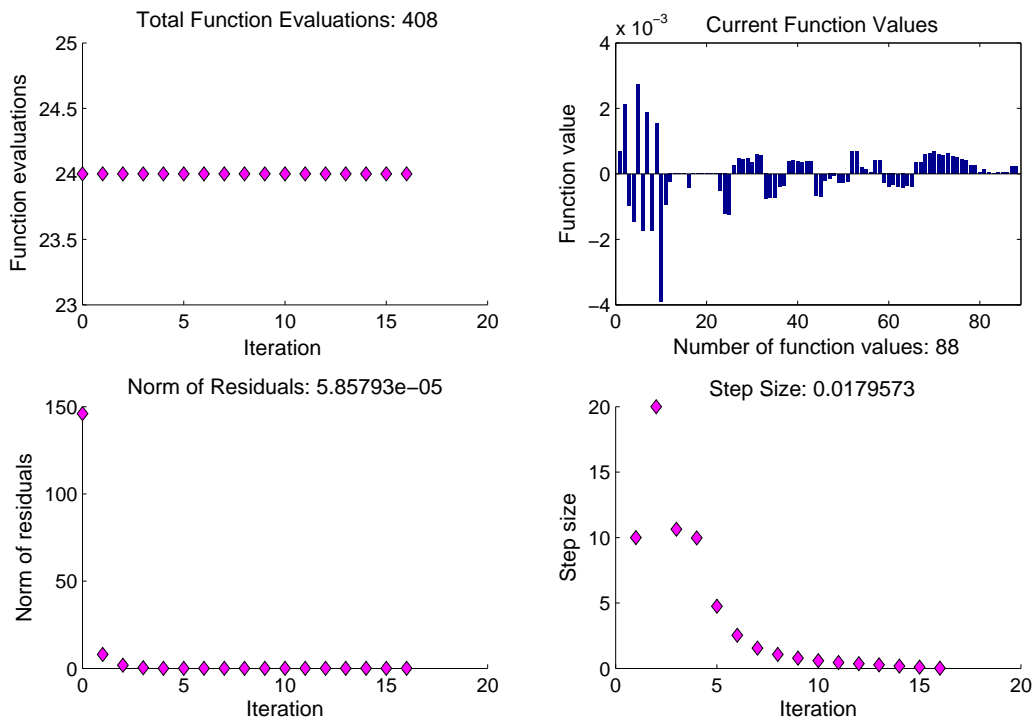 Total Function Evaluations: 408
25
24.5
24
23.5
23
Function evaluations
0 5 10 15 20
Iteration
x 10−3
Current Function Values
4
2
0
−2
−4
Function value
0 20 40 60 80
Number of function values: 88
Norm of Residuals: 5.85793e−05
150
100
50
0
Norm of residuals
0 5 10 15 20
Iteration
Step Size: 0.0179573
20
15
10
5
0
Step size
0 5 10 15 20
Iteration